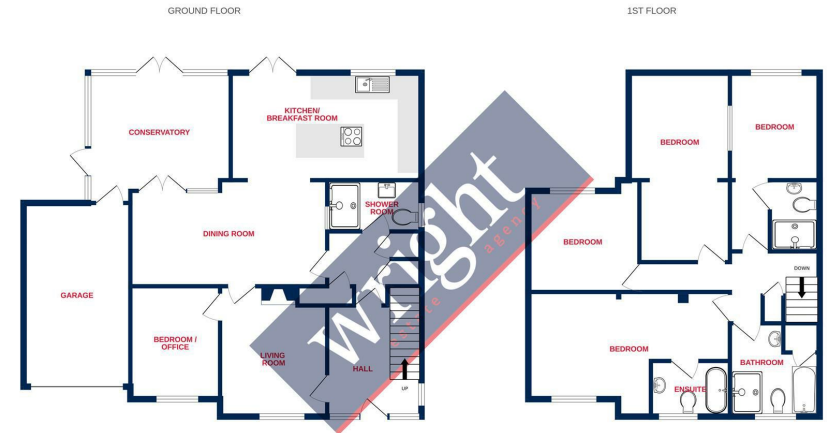 GROUND FLOOR
1ST FLOOR
CONSERVATORY
KITCHEN/
BREAKFAST ROOM
SHOWER
ROOM
DINING ROOM
GARAGE
BEDROOM /
OFFICE
LIVING
ROOM
HALL
UP
wright
estate agency
BEDROOM
BEDROOM
BEDROOM
DOWN
BEDROOM
ENSUITE
BATHROOM